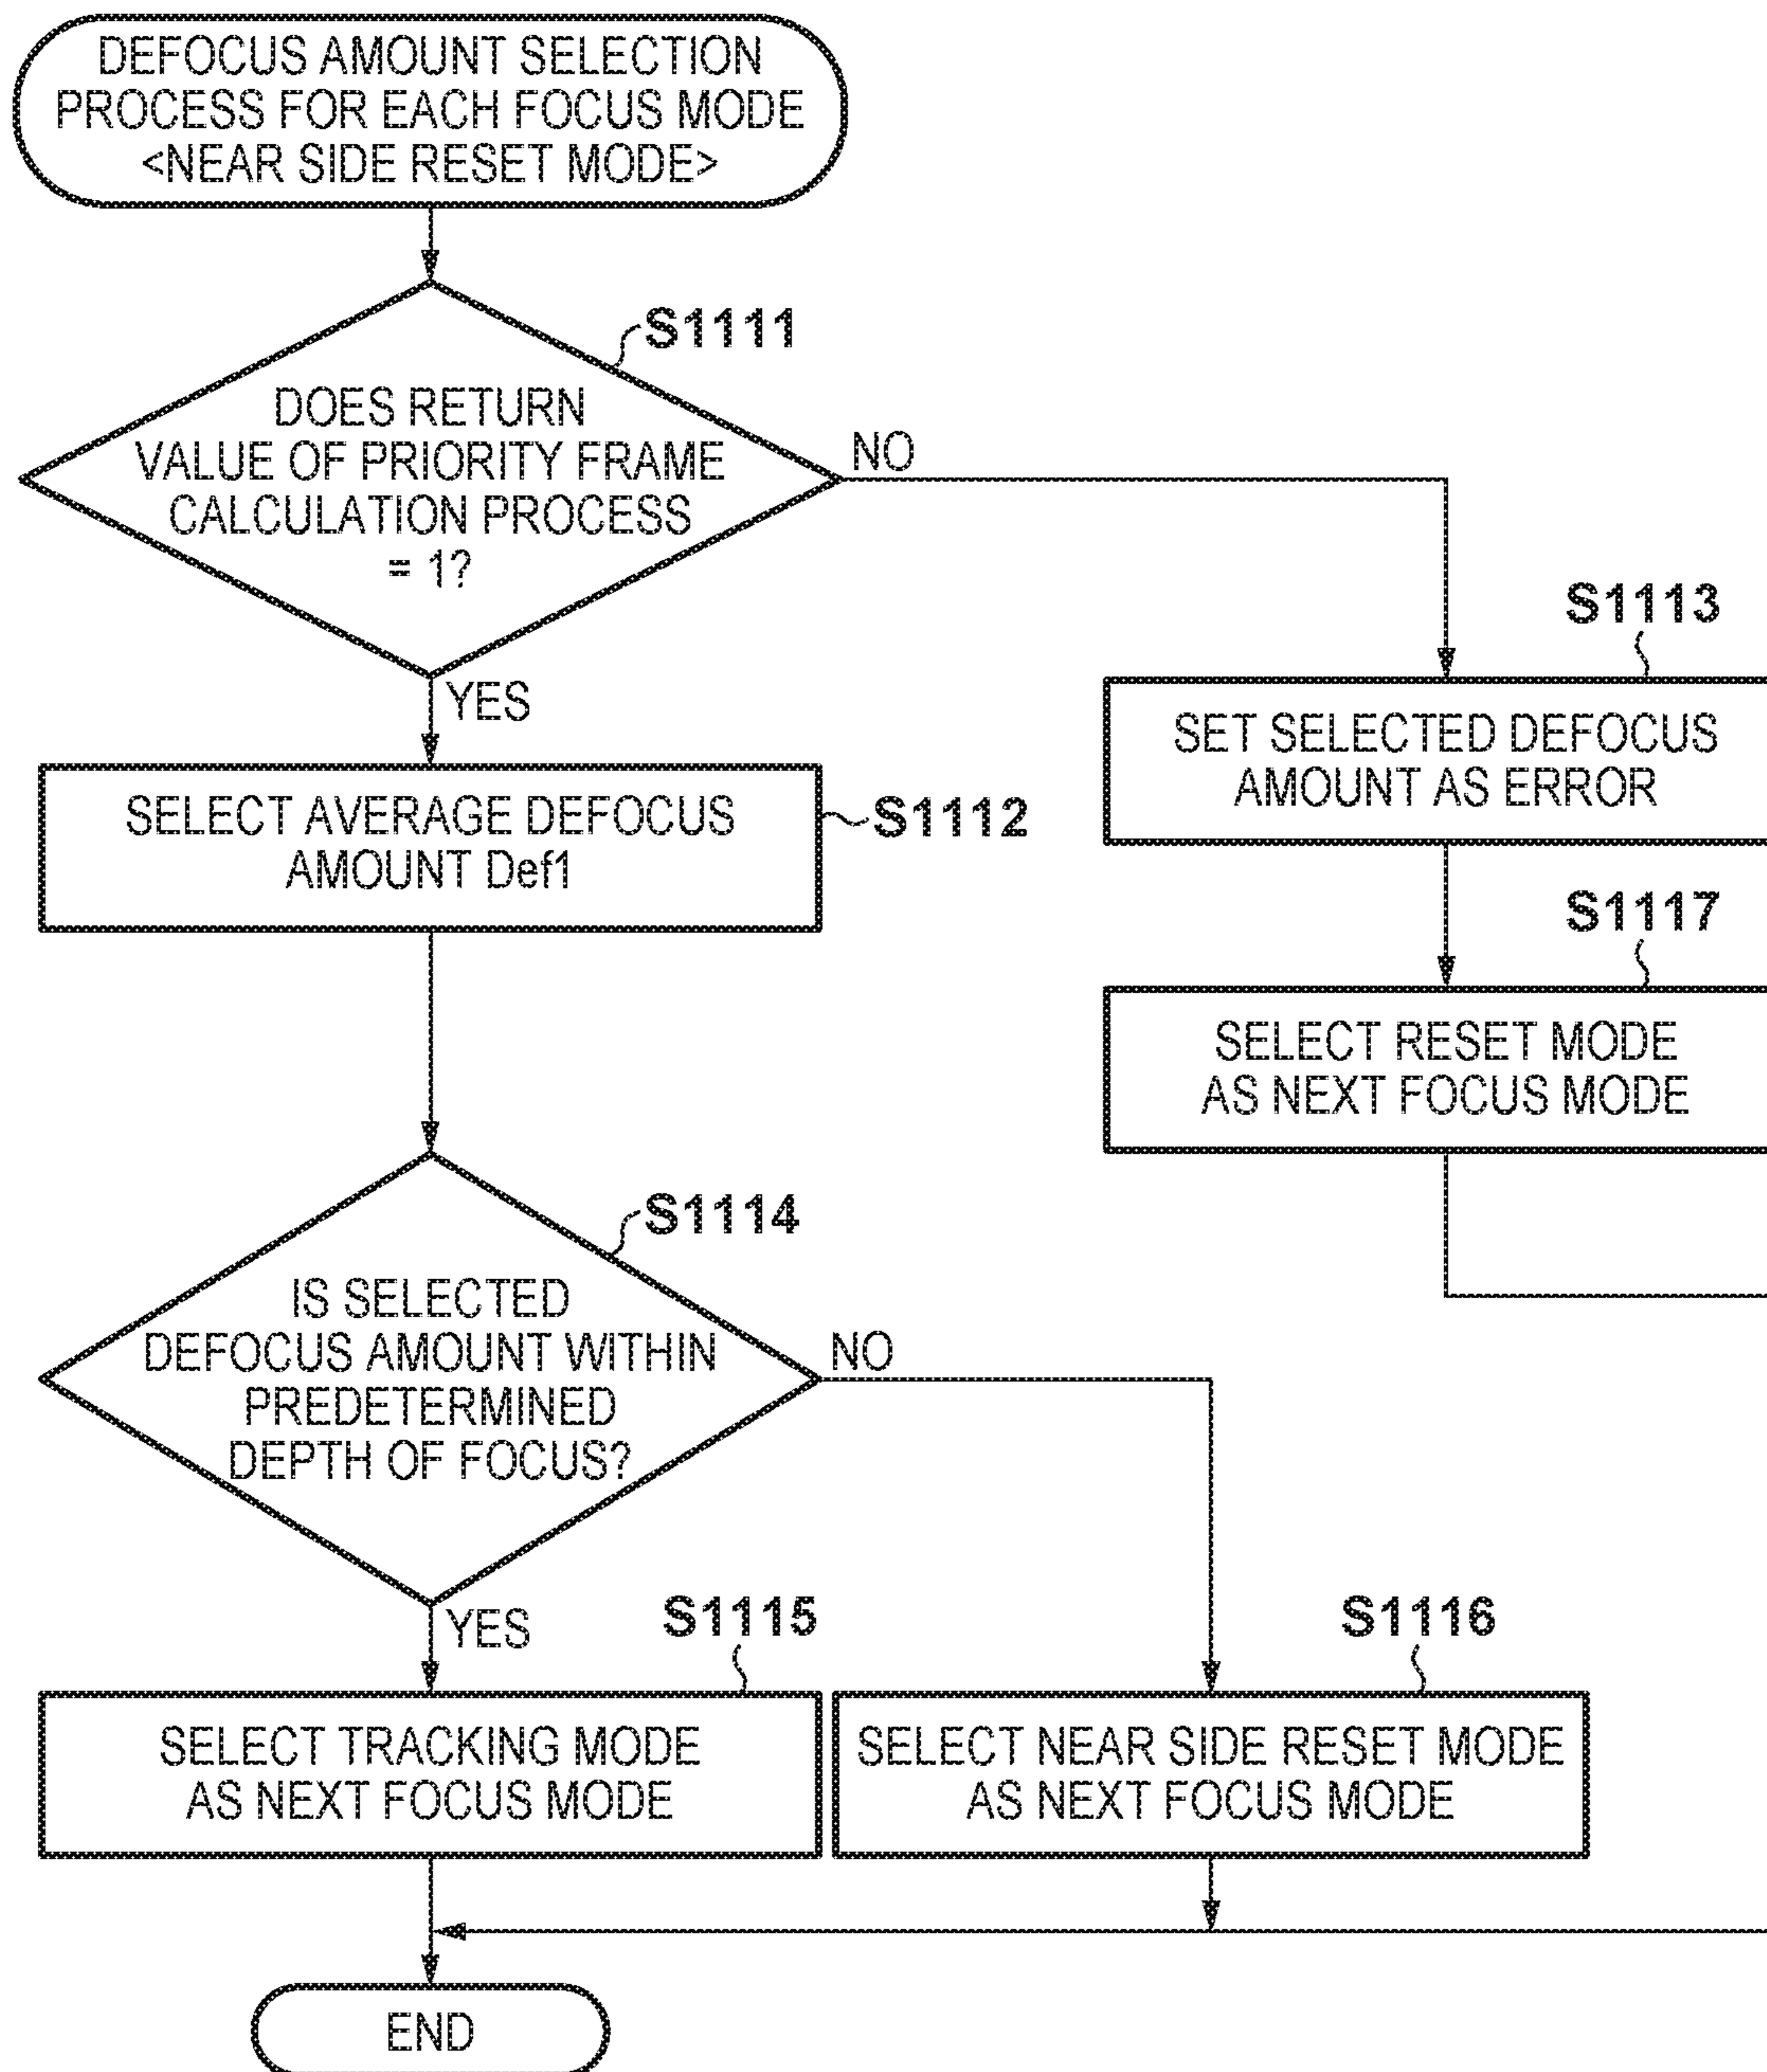 DEFOCUS AMOUNT SELECTION
PROCESS FOR EACH FOCUS MODE
<NEAR SIDE RESET MODE>
S1111
DOES RETURN
VALUE OF PRIORITY FRAME
CALCULATION PROCESS
= 1?
NO
YES
S1113
SET SELECTED DEFOCUS
AMOUNT AS ERROR
SELECT AVERAGE DEFOCUS
AMOUNT Def1
S1112
S1117
SELECT RESET MODE
AS NEXT FOCUS MODE
S1114
IS SELECTED
DEFOCUS AMOUNT WITHIN
PREDETERMINED
DEPTH OF FOCUS?
NO
YES
S1115
SELECT TRACKING MODE
AS NEXT FOCUS MODE
S1116
SELECT NEAR SIDE RESET MODE
AS NEXT FOCUS MODE
END